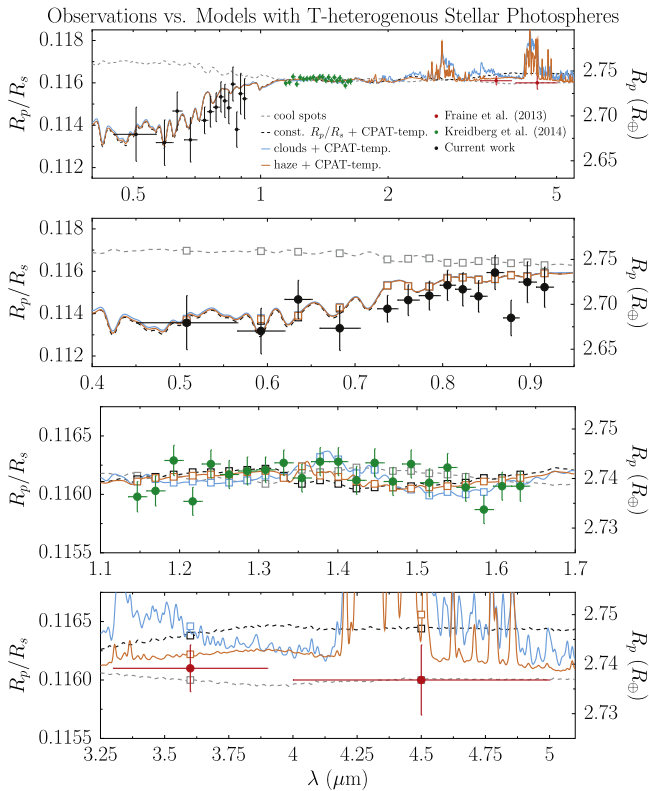 Observations vs. Models with T-heterogenous Stellar Photospheres
0.118
0.116
0.114
0.112
R_p/R_s
2.75
2.70
2.65
R_p (R_⊕)
cool spots
const. R_p/R_s + CPAT-temp.
clouds + CPAT-temp.
haze + CPAT-temp.
Fraine et al. (2013)
Kreidberg et al. (2014)
Current work
0.5 1 2 5
0.118
0.116
0.114
0.112
R_p/R_s
2.75
2.70
2.65
R_p (R_⊕)
0.4 0.5 0.6 0.7 0.8 0.9
0.1165
0.1160
0.1155
R_p/R_s
2.75
2.74
2.73
R_p (R_⊕)
1.1 1.2 1.3 1.4 1.5 1.6 1.7
0.1165
0.1160
0.1155
R_p/R_s
2.75
2.74
2.73
R_p (R_⊕)
3.25 3.5 3.75 4 4.25 4.5 4.75 5
λ (μm)